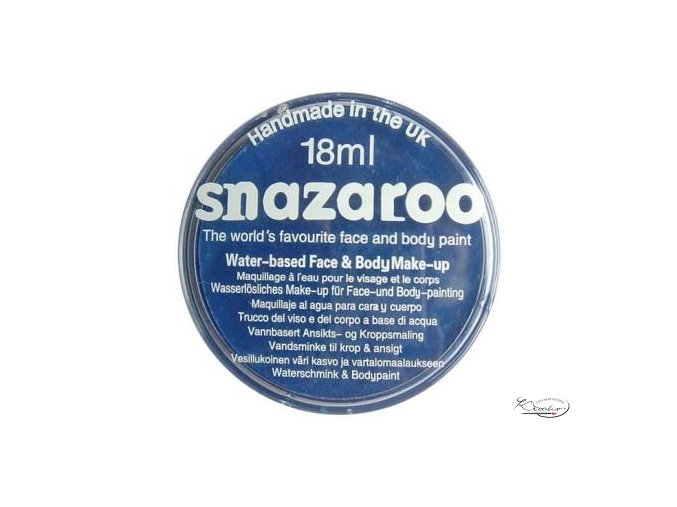 Handmade in the UK
18ml
snazaroo
The world's favourite face and body paint
Water-based Face & Body Make-up
Maquillage à l'eau pour le visage et le corps
Wasserlösliches Make-up für Face-und Body-painting
Maquillaje al agua para cara y cuerpo
Trucco del viso e del corpo a base di acqua
Vannbasert Ansikts- og Kroppsmaling
Vandsminke til krop & ansigt
Vesillukoinen väri kasvo ja vartalomaalaukseen
Waterschmink & Bodypaint